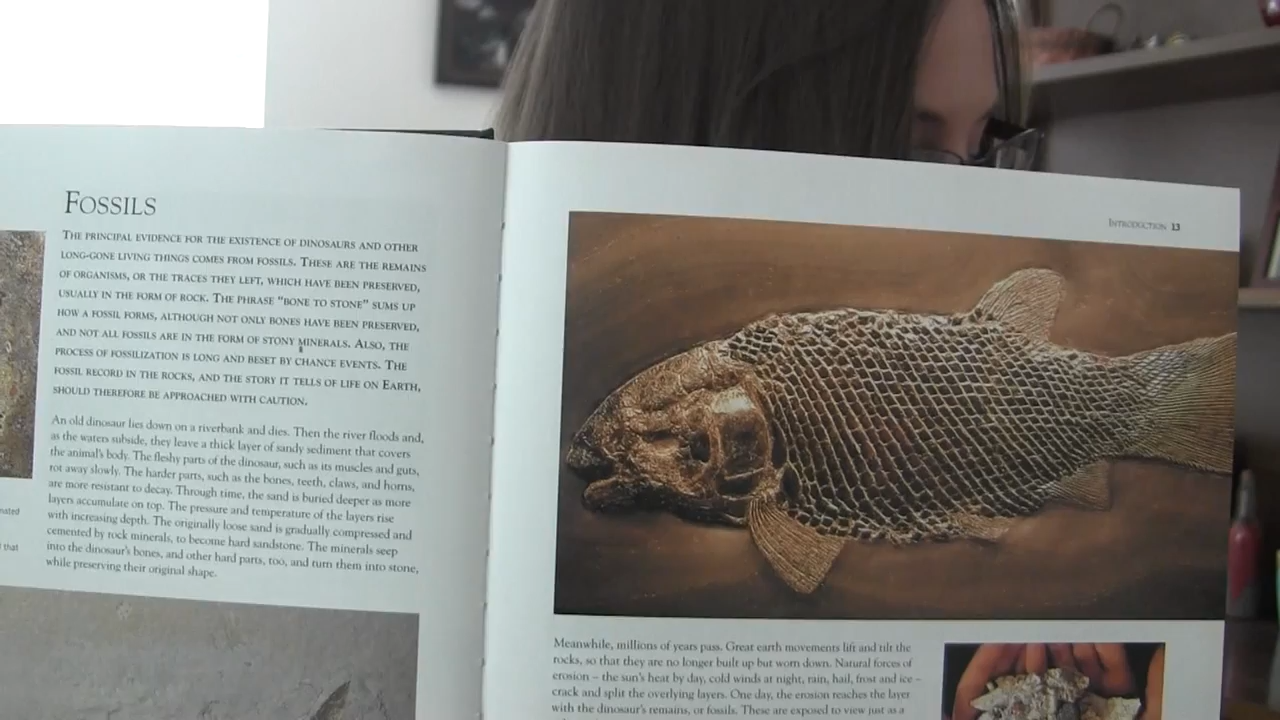 FOSSILS
THE PRINCIPAL EVIDENCE FOR THE EXISTENCE OF DINOSAURS AND OTHER
LONG-GONE LIVING THINGS COMES FROM FOSSILS. THESE ARE THE REMAINS
OF ORGANISMS, OR THE TRACES THEY LEFT, WHICH HAVE BEEN PRESERVED,
USUALLY IN THE FORM OF ROCK. THE PHRASE "BONE TO STONE" SUMS UP
HOW A FOSSIL FORMS, ALTHOUGH NOT ONLY BONES HAVE BEEN PRESERVED,
AND NOT ALL FOSSILS ARE IN THE FORM OF STONY MINERALS. ALSO, THE
PROCESS OF FOSSILIZATION IS LONG AND BESET BY CHANCE EVENTS. THE
FOSSIL RECORD IN THE ROCKS, AND THE STORY IT TELLS OF LIFE ON EARTH,
SHOULD THEREFORE BE APPROACHED WITH CAUTION.
An old dinosaur lies down on a riverbank and dies. Then the river floods and,
as the waters subside, they leave a thick layer of sandy sediment that covers
the animal's body. The fleshy parts of the dinosaur, such as its muscles and guts,
rot away slowly. The harder parts, such as the bones, teeth, claws, and horns,
are more resistant to decay. Through time, the sand is buried deeper as more
layers accumulate on top. The pressure and temperature of the layers rise
with increasing depth. The originally loose sand is gradually compressed and
cemented by rock minerals, to become hard sandstone. The minerals seep
into the dinosaur's bones, and other hard parts, too, and turn them into stone,
while preserving their original shape.
that
INTRODUCTION 13
Meanwhile, millions of years pass. Great earth movements lift and tilt the
rocks, so that they are no longer built up but worn down. Natural forces of
erosion – the sun's heat by day, cold winds at night, rain, hail, frost and ice –
crack and split the overlying layers. One day, the erosion reaches the layer
with the dinosaur's remains, or fossils. These are exposed to view just as a